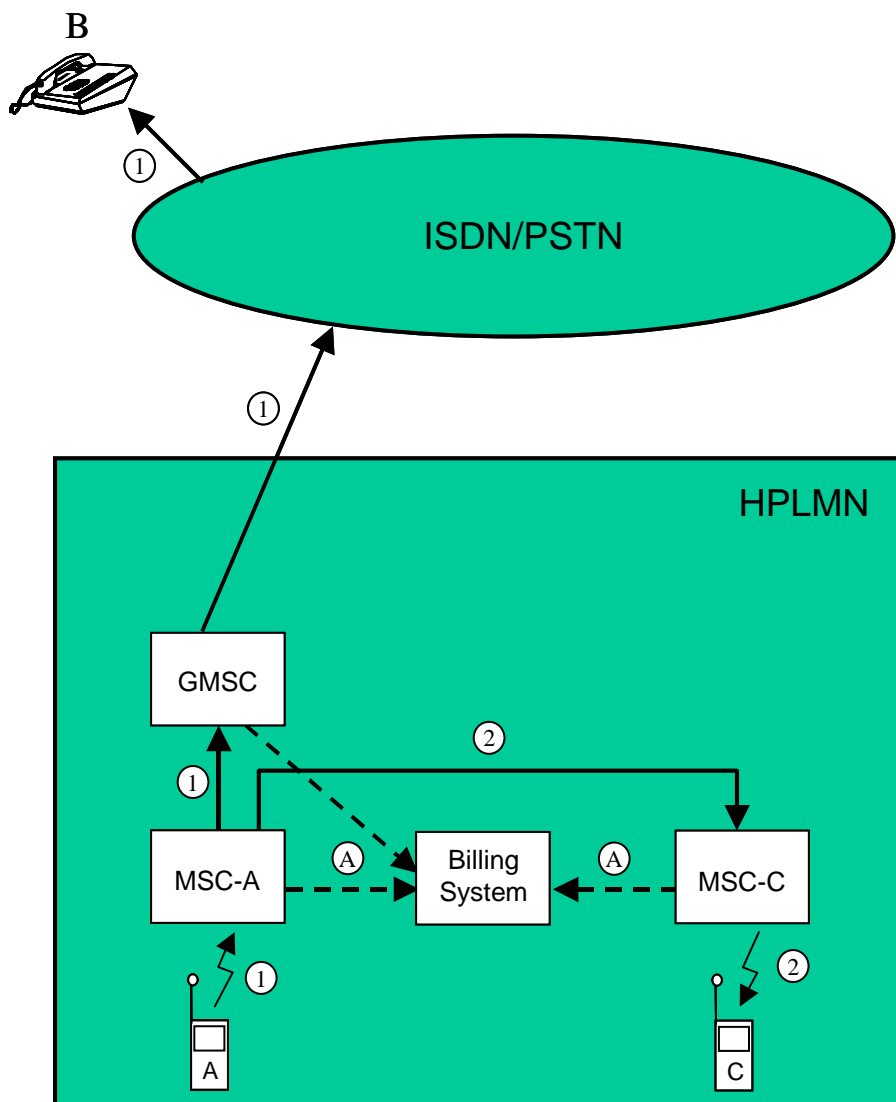 B
1
ISDN/PSTN
1
HPLMN
GMSC
2
1
MSC-A
A
Billing
System
A
MSC-C
1
2
A
C